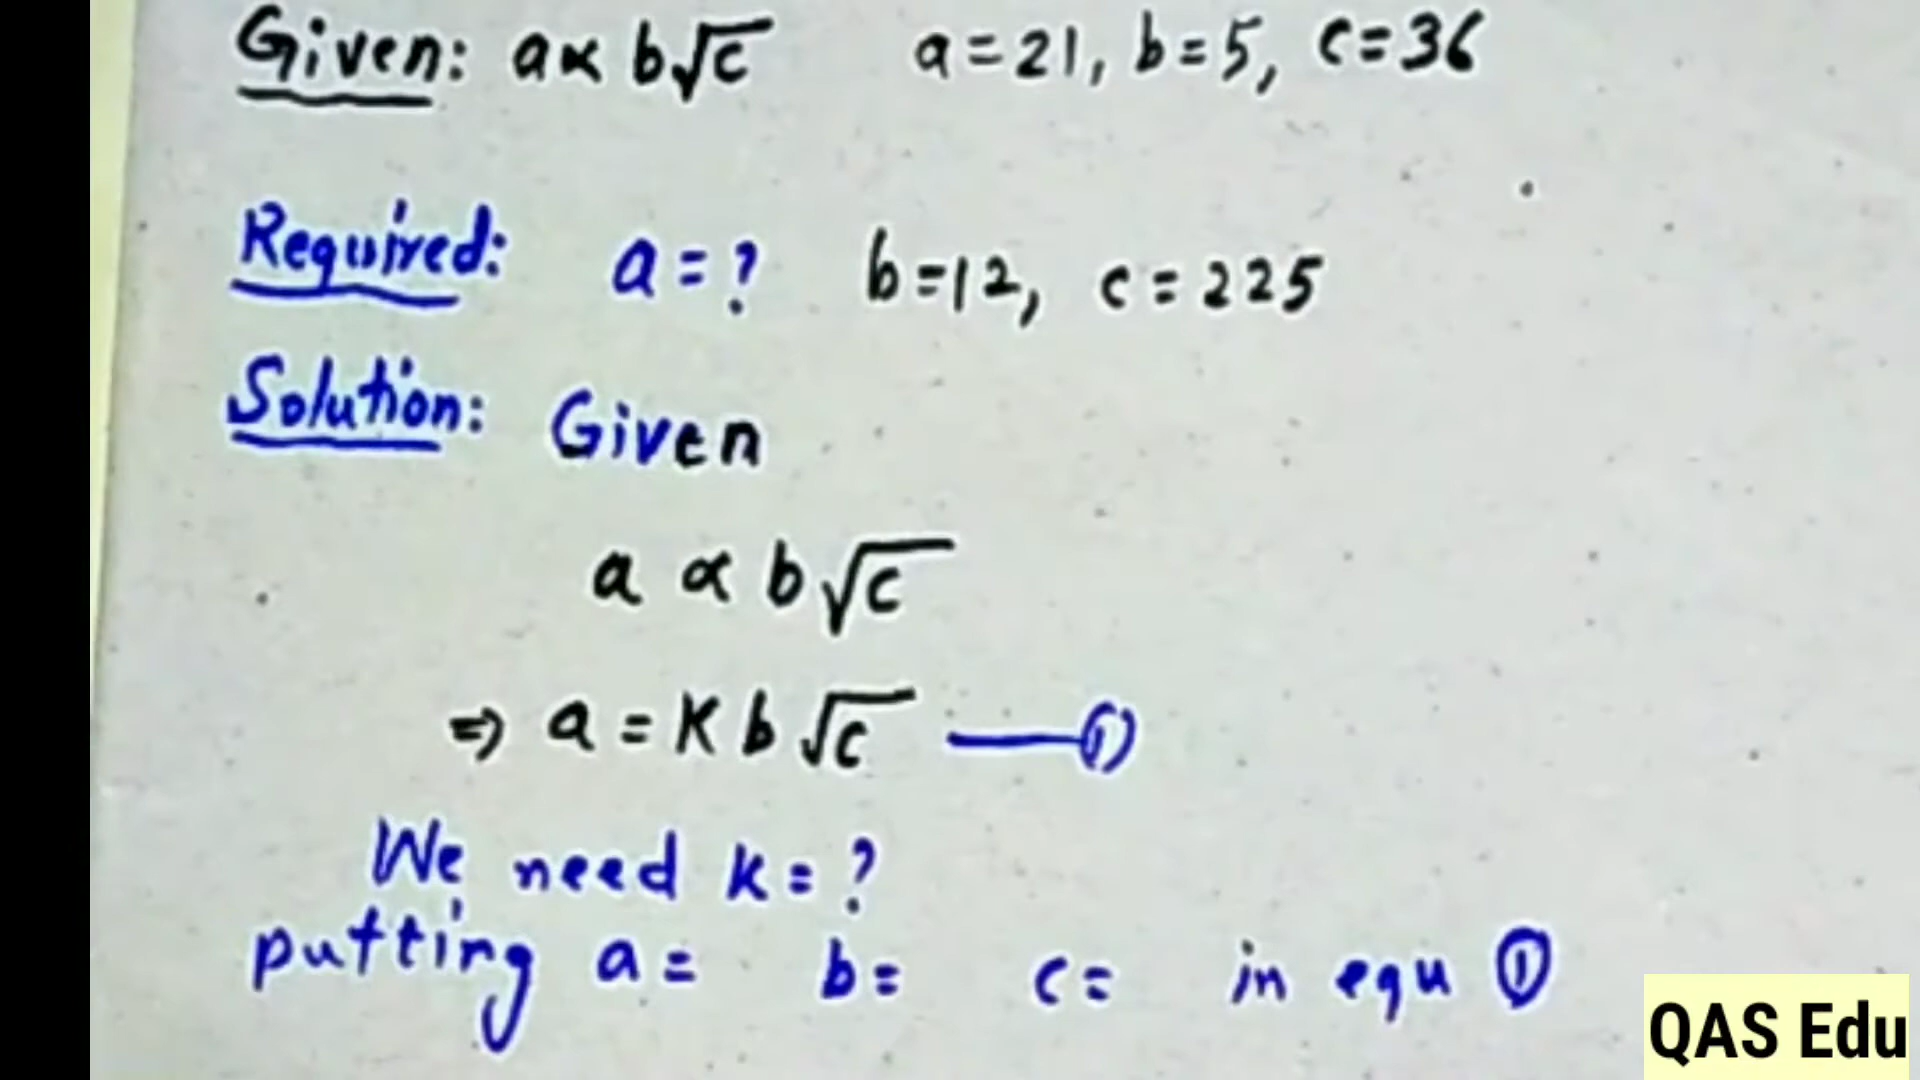 Given: a ∝ b√c   a=21, b=5, c=36
Required: a=? b=12, c=225
Solution: Given
a ∝ b√c
⇒ a = K b √c —— ①
We need k=?
putting a= b= c= in equ ①
QAS Edu